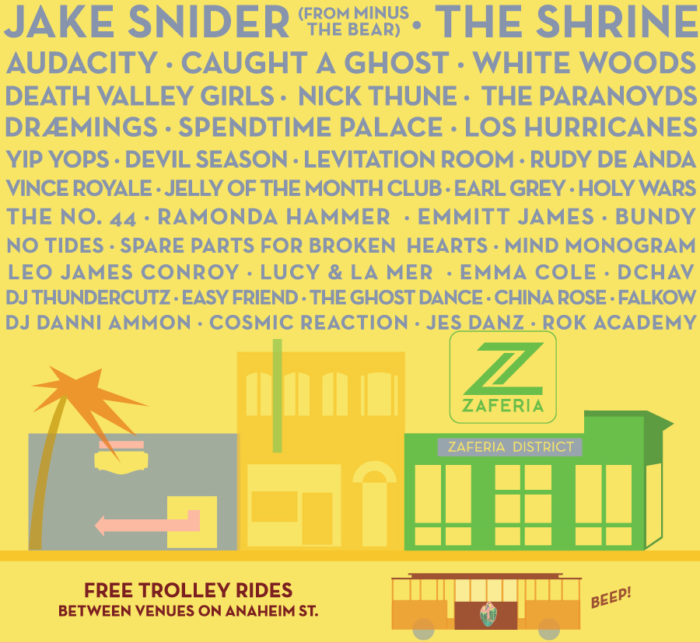 JAKE SNIDER (FROM MINUS THE BEAR) · THE SHRINE
AUDACITY · CAUGHT A GHOST · WHITE WOODS
DEATH VALLEY GIRLS · NICK THUNE · THE PARANOYDS
DRÆMINGS · SPENDTIME PALACE · LOS HURRICANES
YIP YOPS · DEVIL SEASON · LEVITATION ROOM · RUDY DE ANDA
VINCE ROYALE · JELLY OF THE MONTH CLUB · EARL GREY · HOLY WARS
THE NO. 44 · RAMONDA HAMMER · EMMITT JAMES · BUNDY
NO TIDES · SPARE PARTS FOR BROKEN HEARTS · MIND MONOGRAM
LEO JAMES CONROY · LUCY & LA MER · EMMA COLE · DCHAV
DJ THUNDERCUTZ · EASY FRIEND · THE GHOST DANCE · CHINA ROSE · FALKOW
DJ DANNI AMMON · COSMIC REACTION · JES DANZ · ROK ACADEMY
ZAFERIA
ZAFERIA DISTRICT
FREE TROLLEY RIDES
BETWEEN VENUES ON ANAHEIM ST.
BEEP!